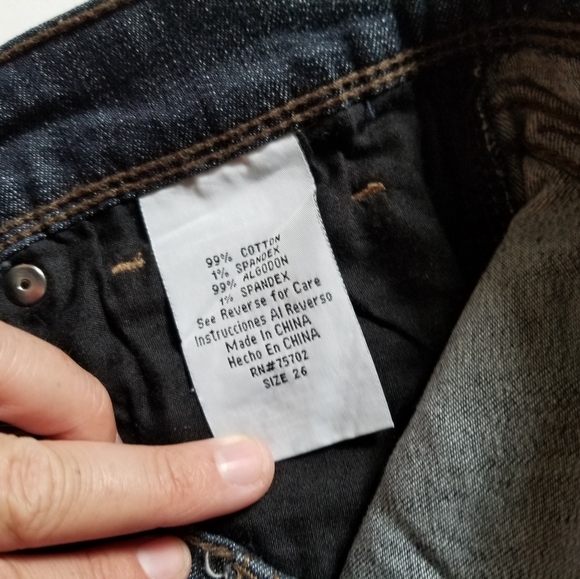 99% COTTON
1% SPANDEX
99% ALGODON
1% SPANDEX
See Reverse for Care
Instrucciones Al Reverso
Made In CHINA
Hecho En CHINA
RN#75702
SIZE 26